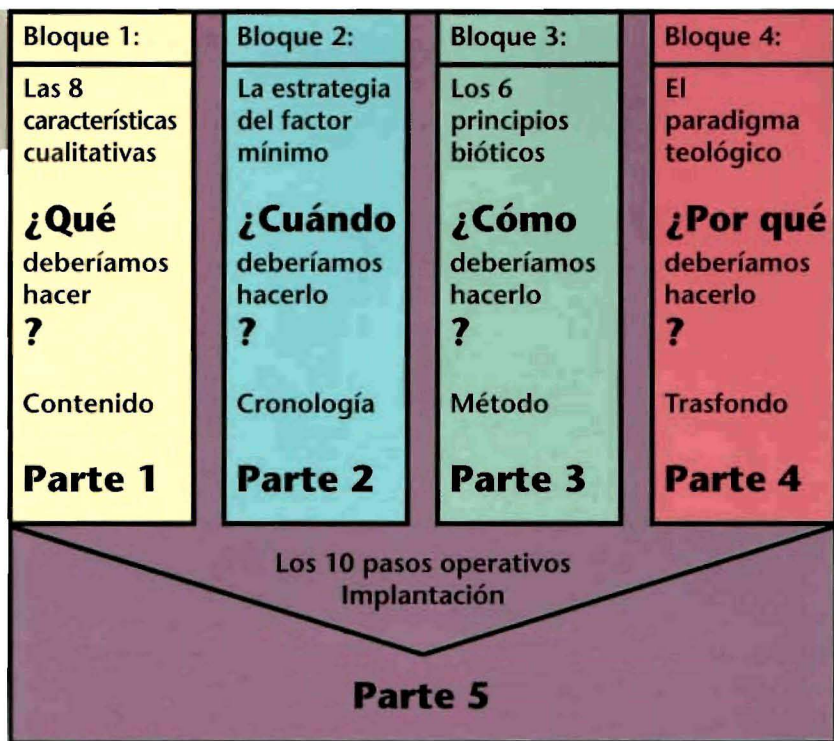 Bloque 1:
Las 8
características
cualitativas
¿Qué
deberíamos
hacer
?
Contenido
Parte 1
Bloque 2:
La estrategia
del factor
mínimo
¿Cuándo
deberíamos
hacerlo
?
Cronología
Parte 2
Bloque 3:
Los 6
principios
bióticos
¿Cómo
deberíamos
hacerlo
?
Método
Parte 3
Bloque 4:
El
paradigma
teológico
¿Por qué
deberíamos
hacerlo
?
Trasfondo
Parte 4
Los 10 pasos operativos
Implantación
Parte 5